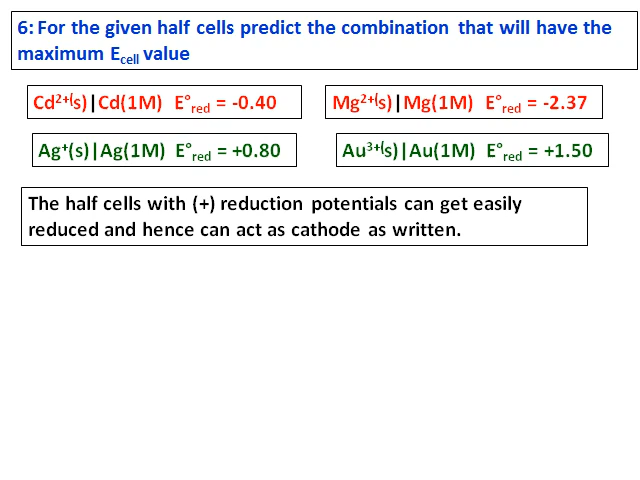 6: For the given half cells predict the combination that will have the
maximum Ecell value
Cd²⁺⁽s)|Cd(1M) E°red = -0.40
Mg²⁺⁽s)|Mg(1M) E°red = -2.37
Ag⁺(s)|Ag(1M) E°red = +0.80
Au³⁺⁽s)|Au(1M) E°red = +1.50
The half cells with (+) reduction potentials can get easily
reduced and hence can act as cathode as written.